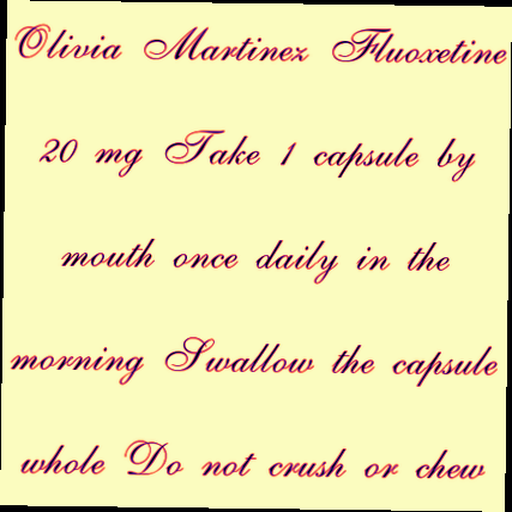 Olivia Martinez Fluoxetine
20 mg Take 1 capsule by
mouth once daily in the
morning Swallow the capsule
whole Do not crush or chew